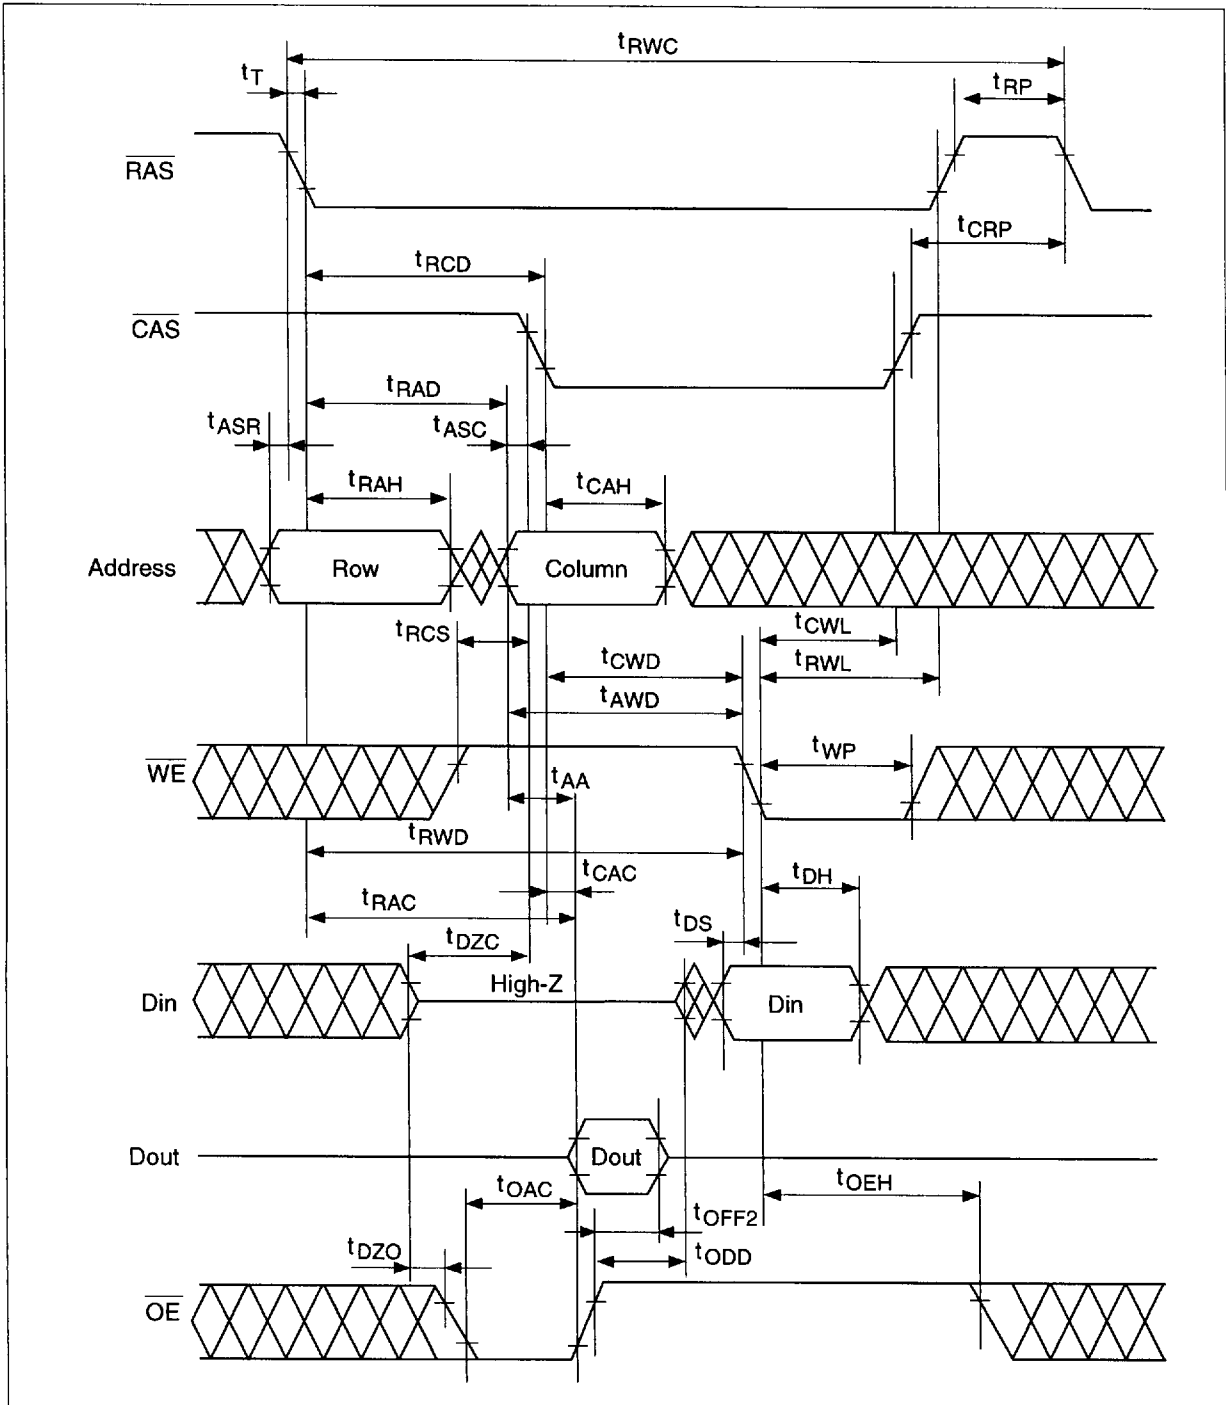 tRWC
tT
tRP
RAS
tCRP
tRCD
CAS
tRAD
tASR
tASC
tRAH
tCAH
Address Row Column
tCWL
tRCS
tCWD
tRWL
tAWD
WE
tWP
tAA
tRWD
tCAC
tDH
tRAC
tDS
tDZC
High-Z
Din Din
Dout Dout
tOAC
tOEH
tOFF2
tDZO
tODD
OE